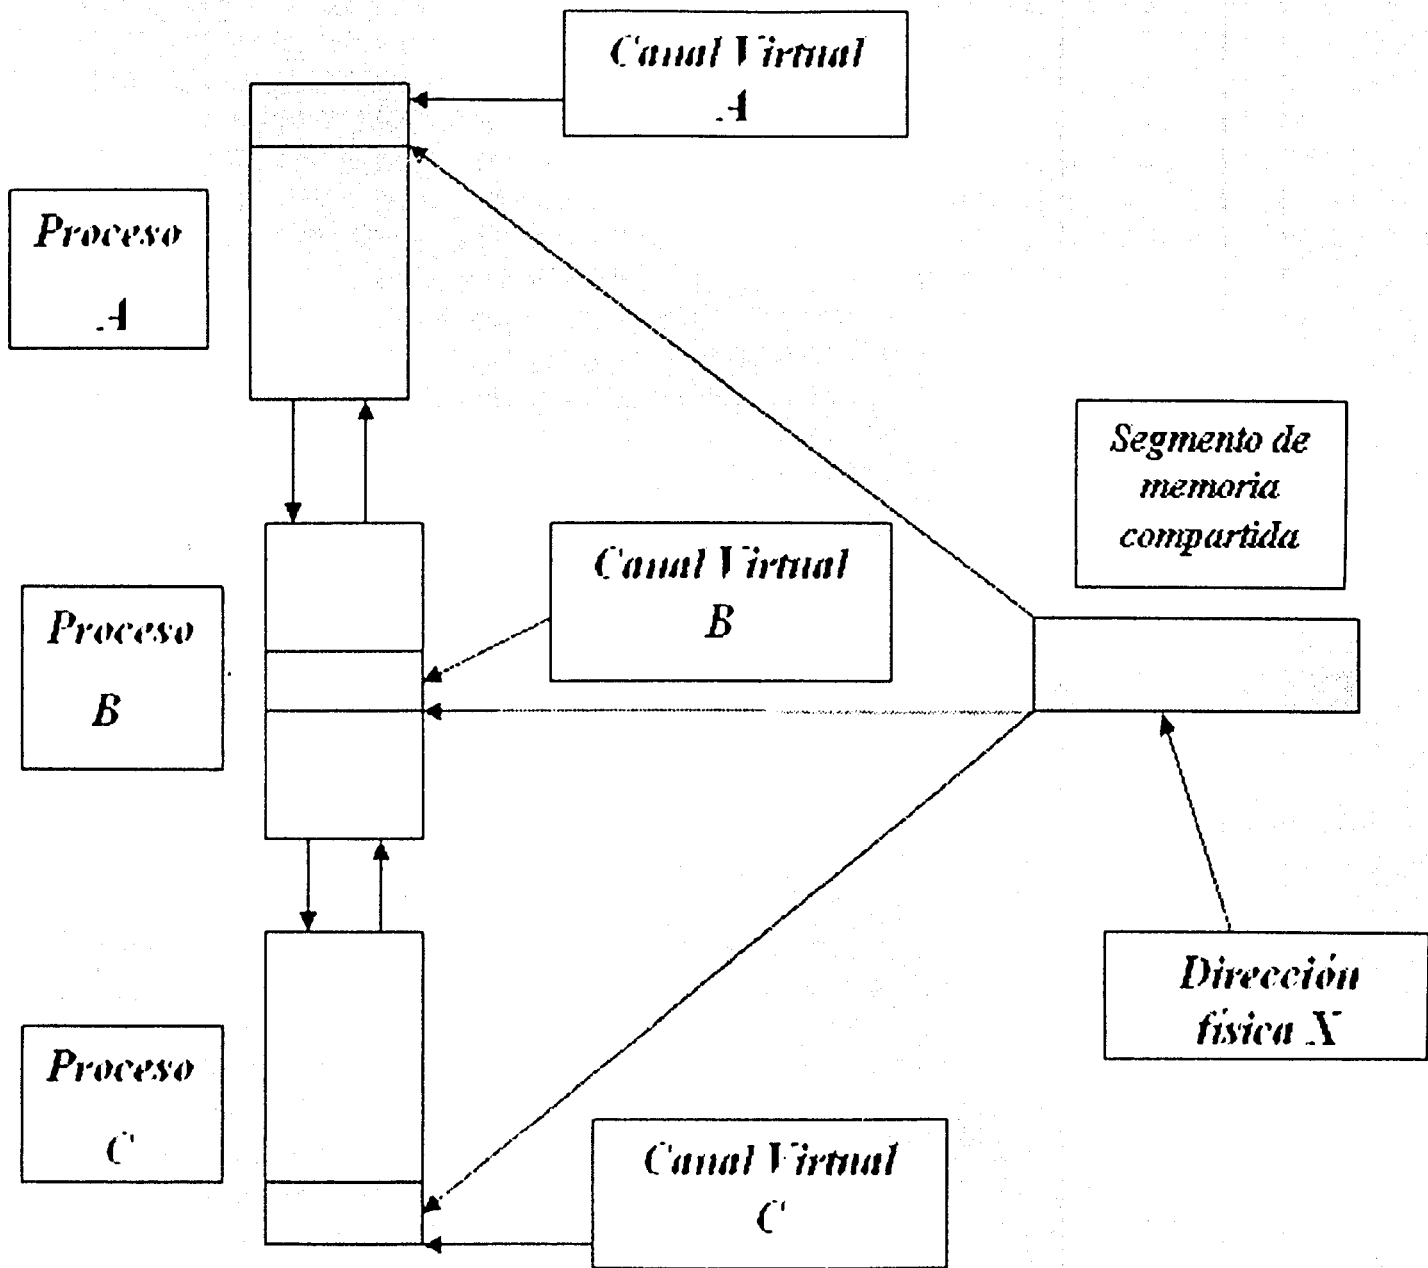 Canal Virtual
A
Proceso
A
Segmento de
memoria
compartida
Canal Virtual
B
Proceso
B
Dirección
física X
Proceso
C
Canal Virtual
C